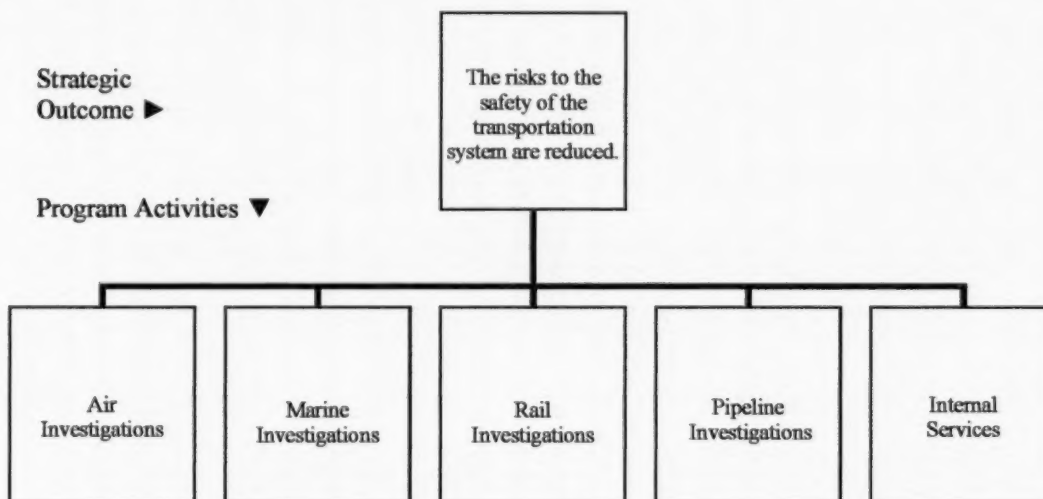 Strategic
Outcome ►
The risks to the
safety of the
transportation
system are reduced.
Program Activities ▼
Air
Investigations
Marine
Investigations
Rail
Investigations
Pipeline
Investigations
Internal
Services